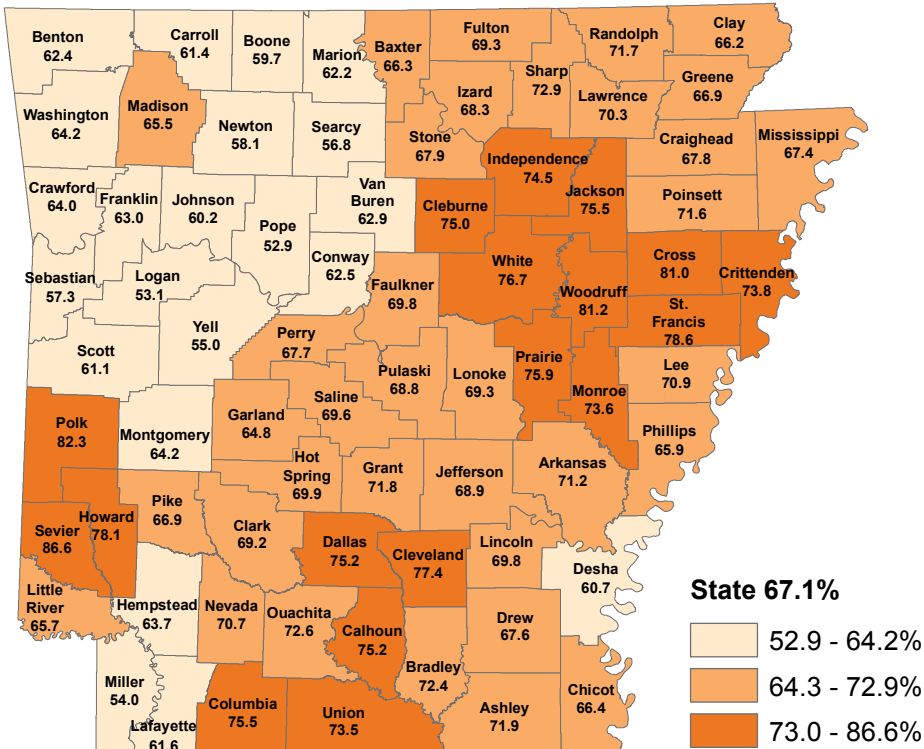 Benton
62.4
Carroll
61.4
Boone
59.7
Marion
62.2
Baxter
66.3
Fulton
69.3
Randolph
71.7
Clay
66.2
Washington
64.2
Madison
65.5
Newton
58.1
Searcy
56.8
Stone
67.9
Izard
68.3
Sharp
72.9
Lawrence
70.3
Greene
66.9
Craighead
67.8
Mississippi
67.4
Crawford
64.0
Franklin
63.0
Johnson
60.2
Pope
52.9
Van
Buren
62.9
Cleburne
75.0
Independence
74.5
Jackson
75.5
Poinsett
71.6
Sebastian
57.3
Logan
53.1
Conway
62.5
Faulkner
69.8
White
76.7
Woodruff
81.2
Cross
81.0
Crittenden
73.8
St.
Francis
78.6
Scott
61.1
Yell
55.0
Perry
67.7
Saline
69.6
Pulaski
68.8
Lonoke
69.3
Prairie
75.9
Monroe
73.6
Lee
70.9
Phillips
65.9
Polk
82.3
Montgomery
64.2
Garland
64.8
Hot
Spring
69.9
Grant
71.8
Jefferson
68.9
Arkansas
71.2
Sevier
86.6
Howard
78.1
Pike
66.9
Clark
69.2
Dallas
75.2
Cleveland
77.4
Lincoln
69.8
Desha
60.7
Little
River
65.7
Hempstead
63.7
Nevada
70.7
Ouachita
72.6
Calhoun
75.2
Bradley
72.4
Drew
67.6
Miller
54.0
Lafayette
61.6
Columbia
75.5
Union
73.5
Ashley
71.9
Chicot
66.4
State 67.1%
52.9 - 64.2%
64.3 - 72.9%
73.0 - 86.6%